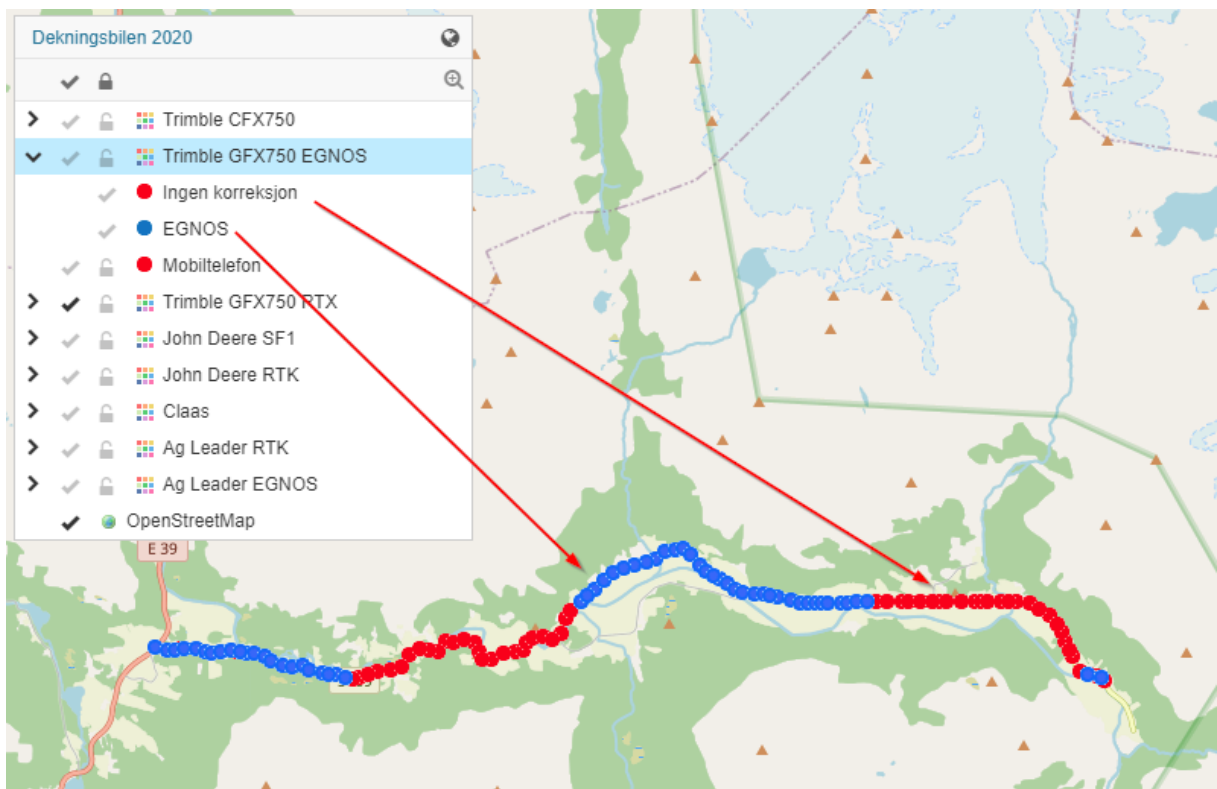 Dekningsbilen 2020
Trimble CFX750
Trimble GFX750 EGNOS
Ingen korreksjon
EGNOS
Mobiltelefon
Trimble GFX750 RTX
John Deere SF1
John Deere RTK
Claas
Ag Leader RTK
Ag Leader EGNOS
OpenStreetMap
E 39